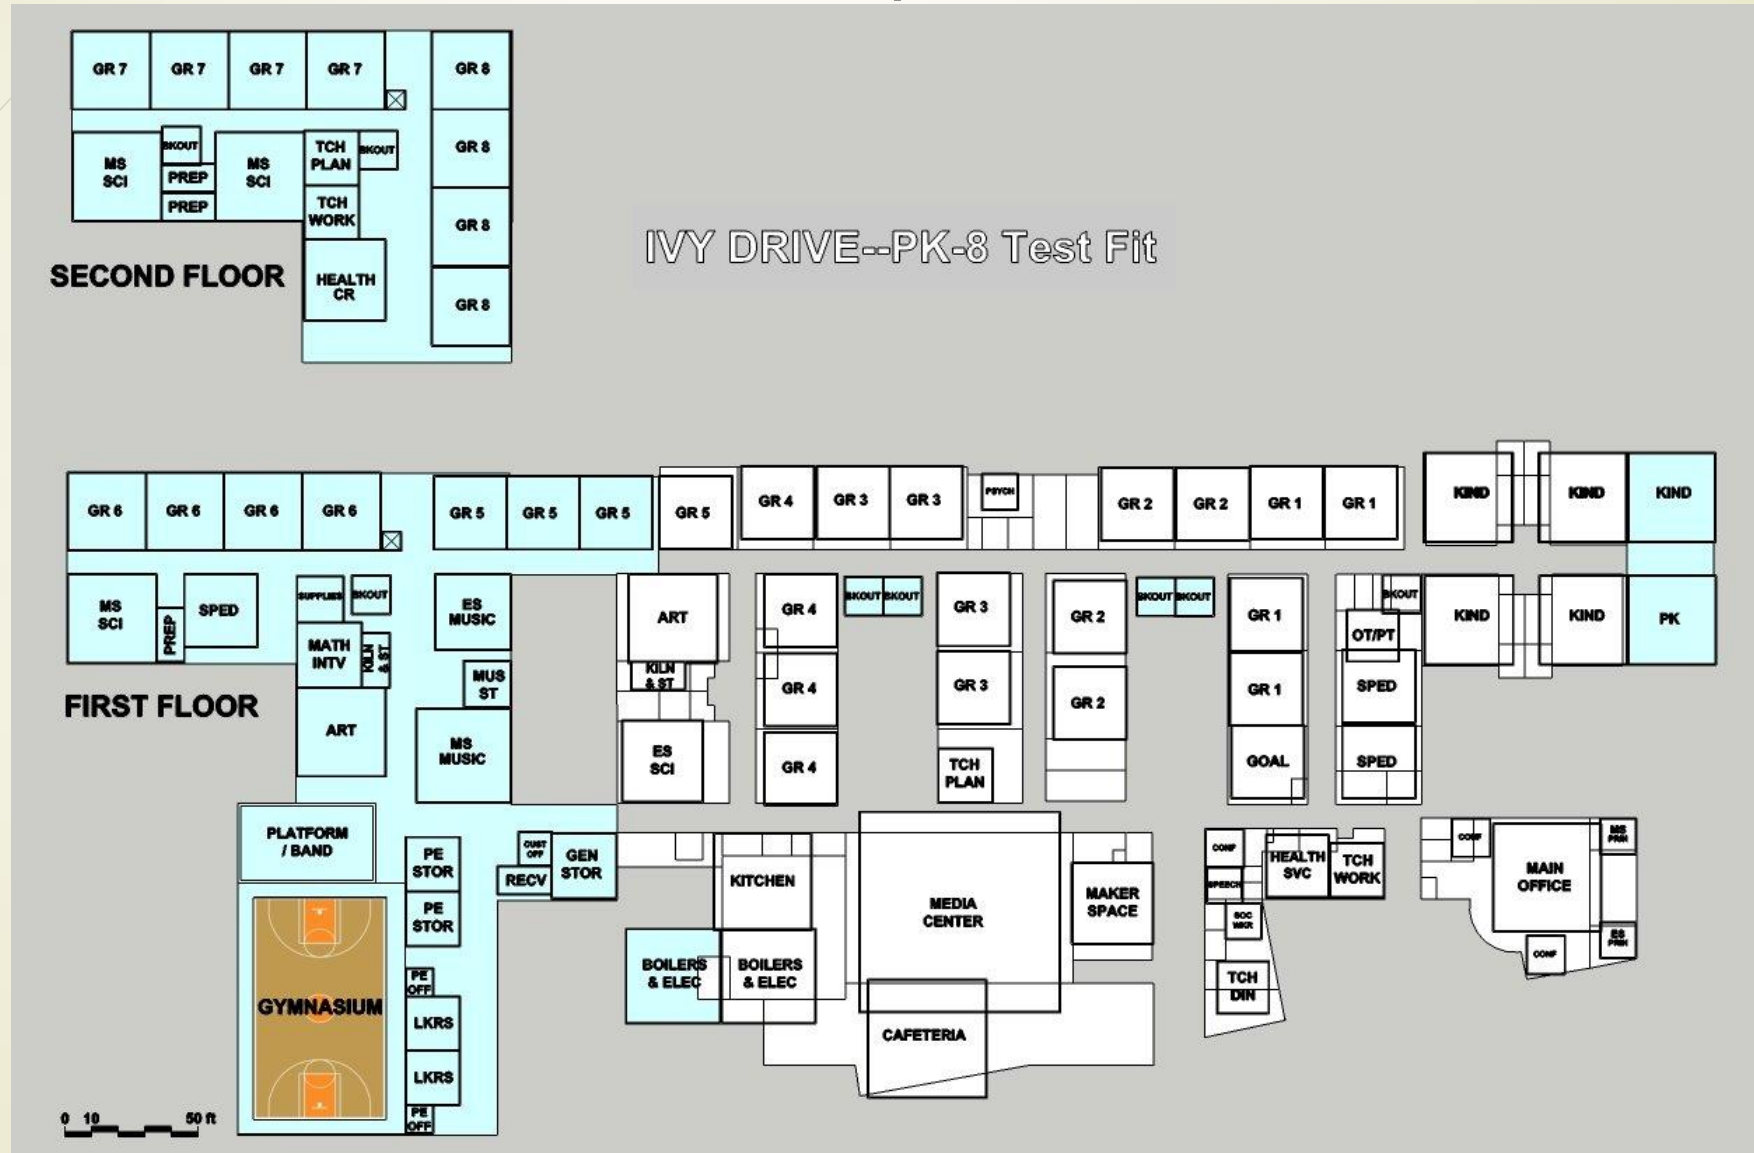 GR 7
GR 7
GR 7
GR 7
GR 8
MS
SCI
BKOUT
PREP
PREP
MS
SCI
TCH
PLAN
BKOUT
GR 8
TCH
WORK
GR 8
HEALTH
CR
GR 8
SECOND FLOOR
IVY DRIVE--PK-8 Test Fit
GR 6
GR 6
GR 6
GR 6
GR 5
GR 5
GR 5
GR 5
GR 4
GR 3
GR 3
PSYCH
GR 2
GR 2
GR 1
GR 1
KIND
KIND
KIND
MS
SCI
PREP
SPED
SUPPLIES
BKOUT
MATH
INTV
KILN
& ST
ES
MUSIC
MUS
ST
ART
MS
MUSIC
FIRST FLOOR
ART
KILN
& ST
ES
SCI
GR 4
GR 4
GR 4
BKOUT
BKOUT
GR 3
GR 3
TCH
PLAN
GR 2
GR 2
BKOUT
BKOUT
GR 1
GR 1
GOAL
BKOUT
OT/PT
SPED
SPED
KIND
KIND
PK
PLATFORM
/ BAND
PE
STOR
PE
STOR
CUST
OFF
RECV
GEN
STOR
KITCHEN
BOILERS
& ELEC
BOILERS
& ELEC
MEDIA
CENTER
MAKER
SPACE
CAFETERIA
CONF
SPEECH
SOC
WKR
HEALTH
SVC
TCH
WORK
TCH
DIN
CONF
MAIN
OFFICE
MS
PRIN
ES
PRIN
CONF
GYMNASIUM
PE
OFF
LKRS
LKRS
PE
OFF
0 10 50 ft